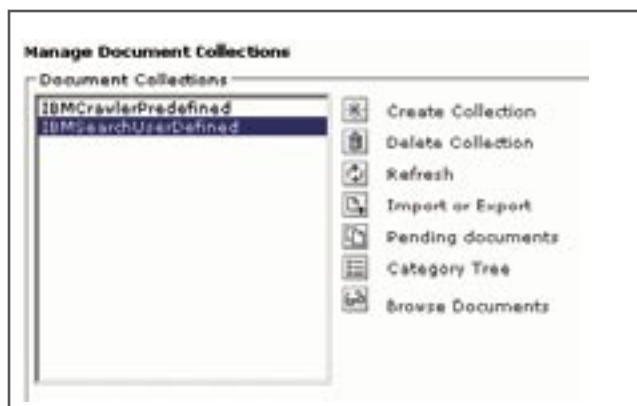 Manage Document Collections
Document Collections
IBMCrawlerPredefined
IBMSearchUserDefined
Create Collection
Delete Collection
Refresh
Import or Export
Pending documents
Category Tree
Browse Documents